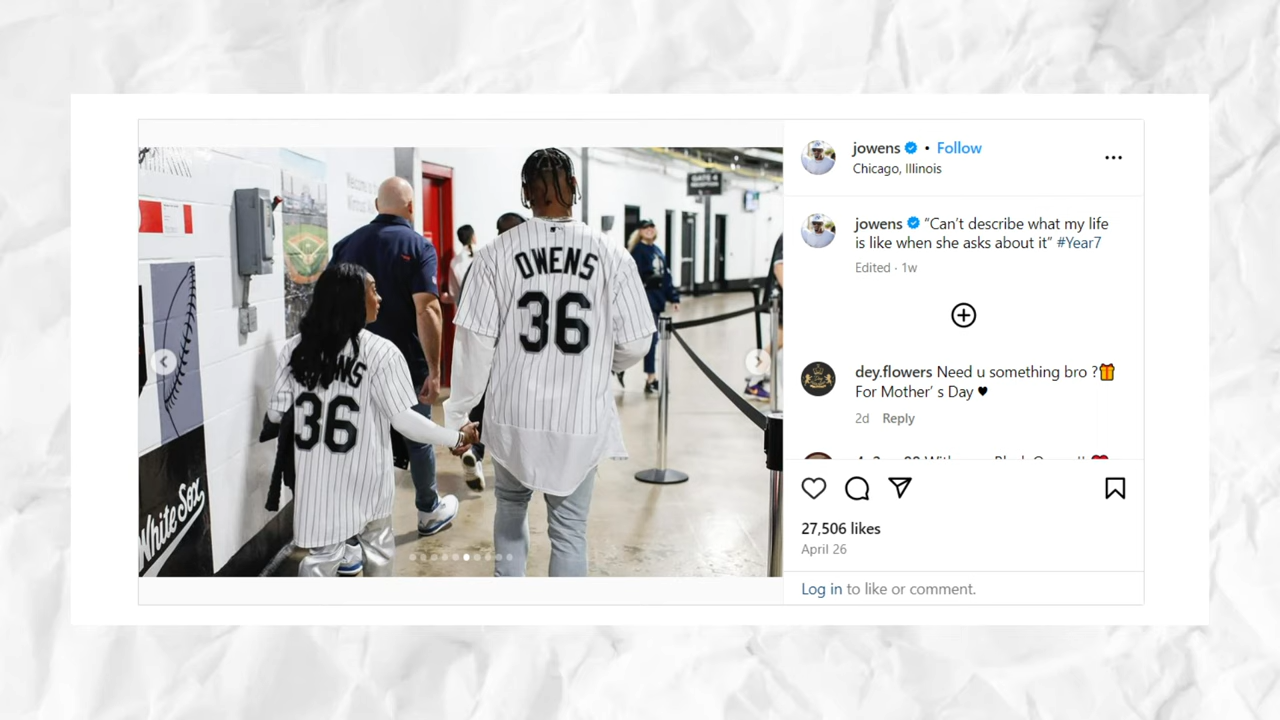 OWENS
36
36
White Sox
GATE 4
jowens • Follow
Chicago, Illinois
jowens “Can’t describe what my life
is like when she asks about it” #Year7
Edited · 1w
dey.flowers Need u something bro ?
For Mother’ s Day ♥
2d Reply
27,506 likes
April 26
Log in to like or comment.